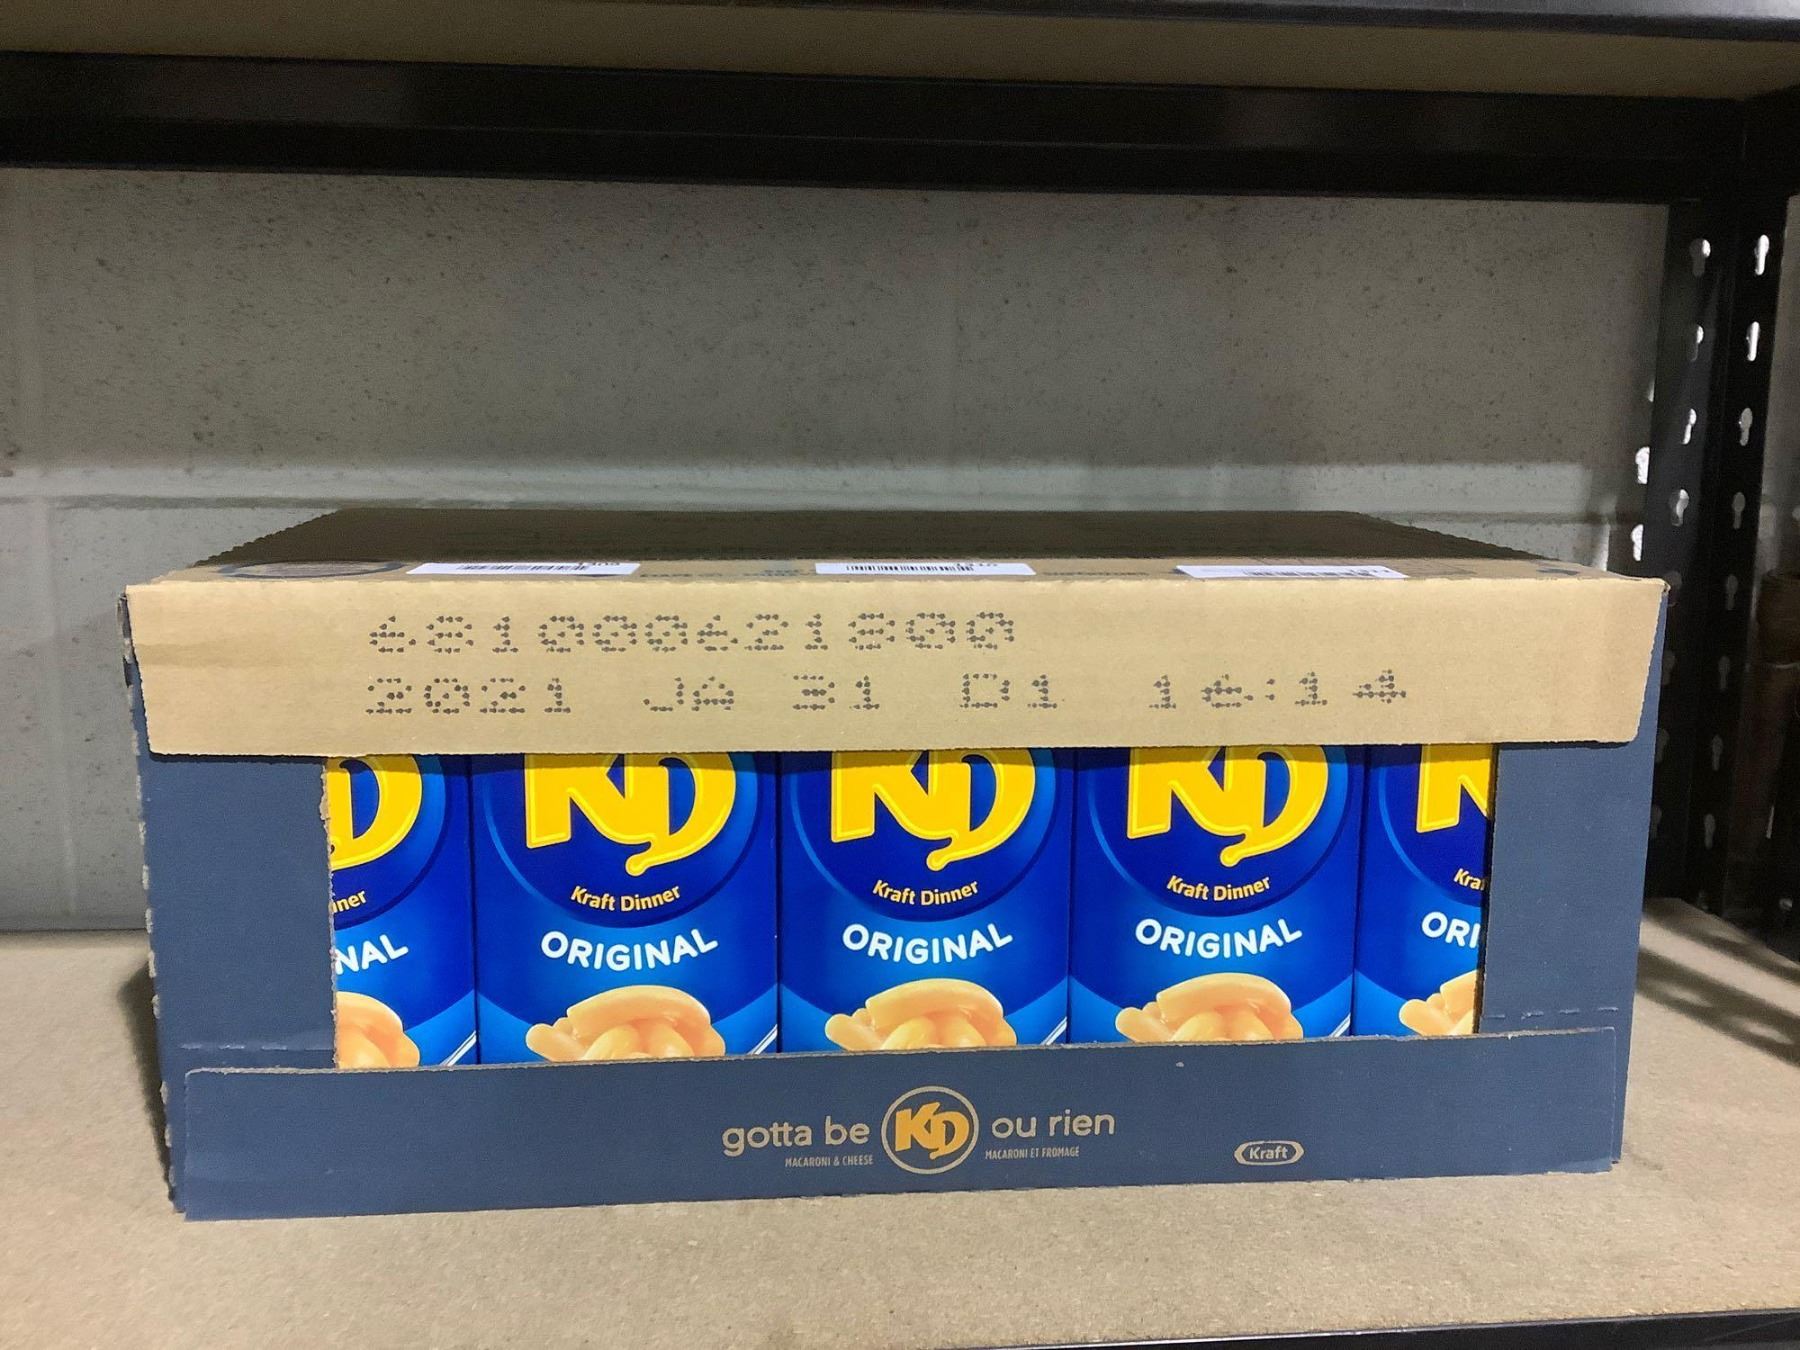 681000621800
2021 JA 31 D1 16:14
KD KD KD
Kraft Dinner Kraft Dinner Kraft Dinner
ORIGINAL ORIGINAL ORIGINAL
gotta be KD ou rien
MACARONI & CHEESE MACARONI ET FROMAGE
Kraft